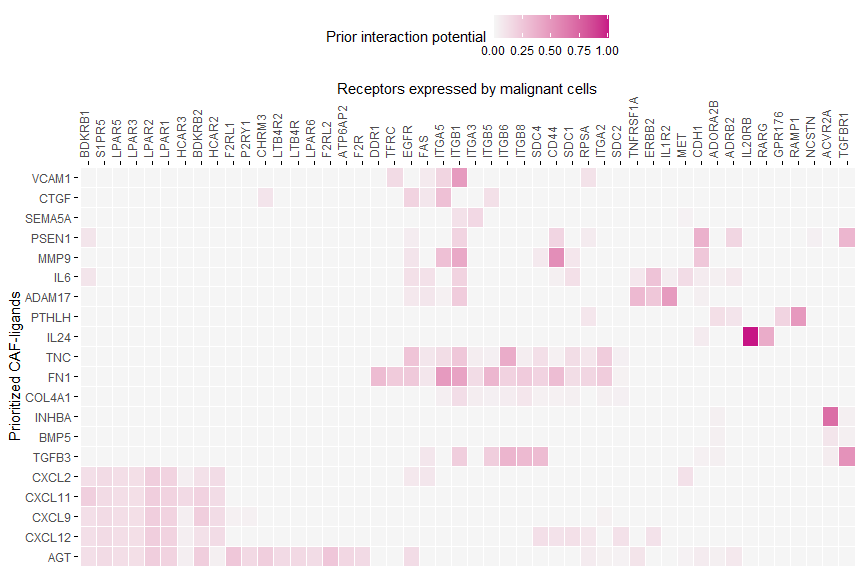 Prior interaction potential
0.00 0.25 0.50 0.75 1.00
Receptors expressed by malignant cells
BDKRB1
S1PR5
LPAR5
LPAR3
LPAR2
LPAR1
HCAR3
BDKRB2
HCAR2
F2RL1
P2RY1
CHRM3
LTB4R2
LTB4R
LPAR6
F2RL2
ATP6AP2
F2R
DDR1
TFRC
EGFR
FAS
ITGA5
ITGB1
ITGA3
ITGB5
ITGB6
ITGB8
SDC4
CD44
SDC1
RPSA
ITGA2
SDC2
TNFRSF1A
ERBB2
IL1R2
MET
CDH1
ADORA2B
ADRB2
IL20RB
RARG
GPR176
RAMP1
NCSTN
ACVR2A
TGFBR1
Prioritized CAF-ligands
VCAM1
CTGF
SEMA5A
PSEN1
MMP9
IL6
ADAM17
PTHLH
IL24
TNC
FN1
COL4A1
INHBA
BMP5
TGFB3
CXCL2
CXCL11
CXCL9
CXCL12
AGT